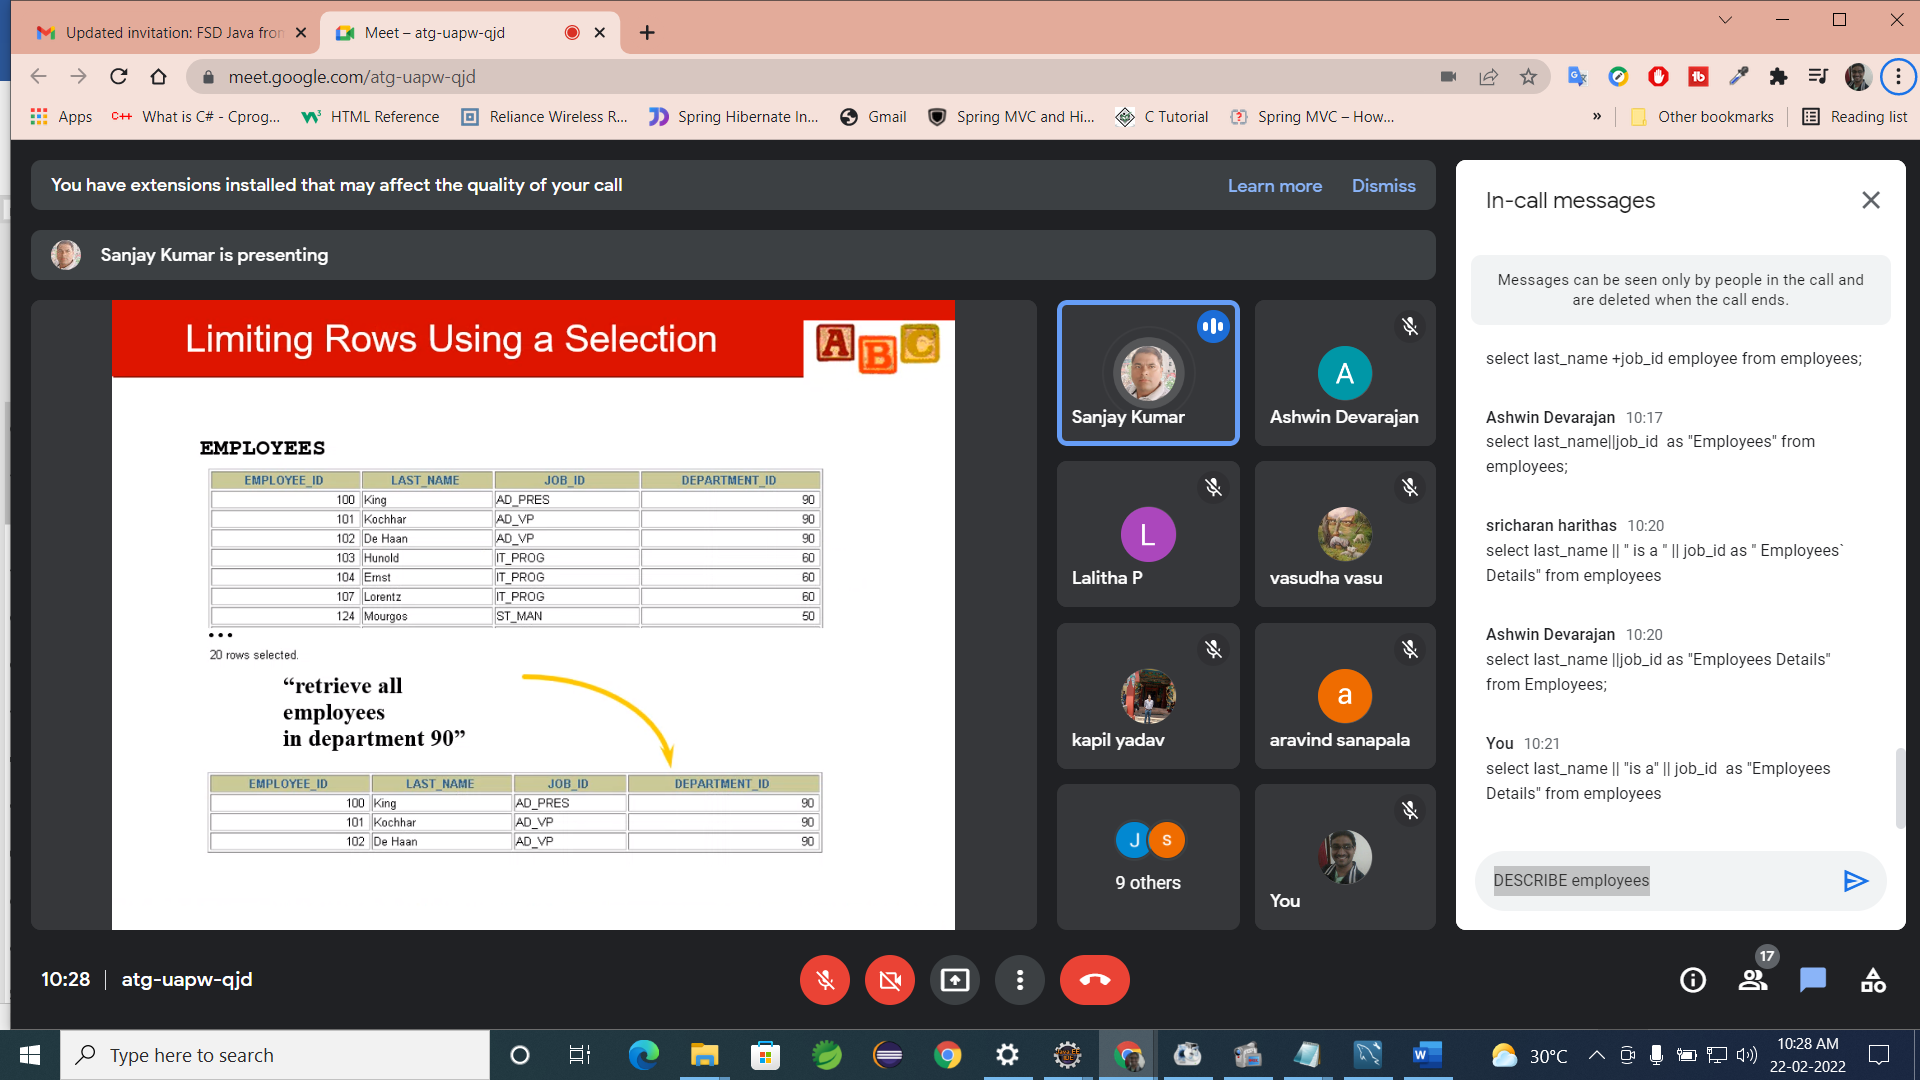 Updated invitation: FSD Java from
Meet – atg-uapw-qjd
meet.google.com/atg-uapw-qjd
Apps
C++ What is C# - Cprog...
HTML Reference
Reliance Wireless R...
Spring Hibernate In...
Gmail
Spring MVC and Hi...
C Tutorial
Spring MVC – How...
»
Other bookmarks
Reading list
You have extensions installed that may affect the quality of your call
Learn more
Dismiss
Sanjay Kumar is presenting
Limiting Rows Using a Selection
A B C
EMPLOYEES
EMPLOYEE_ID LAST_NAME JOB_ID DEPARTMENT_ID
100 King AD_PRES 90
101 Kochhar AD_VP 90
102 De Haan AD_VP 90
103 Hunold IT_PROG 60
104 Ernst IT_PROG 60
107 Lorentz IT_PROG 60
124 Mourgos ST_MAN 50
...
20 rows selected.
“retrieve all
employees
in department 90”
EMPLOYEE_ID LAST_NAME JOB_ID DEPARTMENT_ID
100 King AD_PRES 90
101 Kochhar AD_VP 90
102 De Haan AD_VP 90
Sanjay Kumar
A
Ashwin Devarajan
L
Lalitha P
vasudha vasu
kapil yadav
a
aravind sanapala
J s
9 others
You
In-call messages
Messages can be seen only by people in the call and
are deleted when the call ends.
select last_name +job_id employee from employees;
Ashwin Devarajan 10:17
select last_name||job_id as "Employees" from
employees;
sricharan harithas 10:20
select last_name || " is a " || job_id as " Employees`
Details" from employees
Ashwin Devarajan 10:20
select last_name ||job_id as "Employees Details"
from Employees;
You 10:21
select last_name || "is a" || job_id as "Employees
Details" from employees
DESCRIBE employees
10:28 | atg-uapw-qjd
17
Type here to search
30°C
10:28 AM
22-02-2022